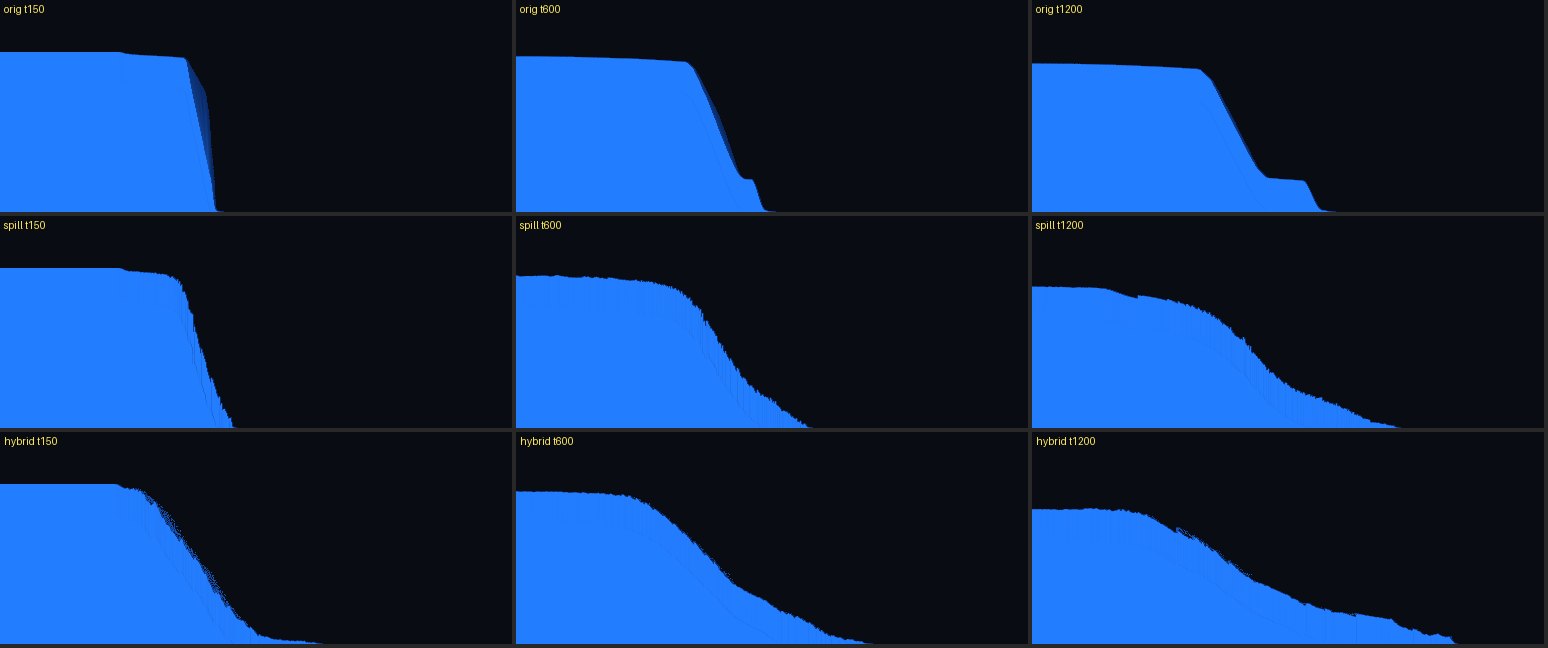 orig t150
orig t600
orig t1200
spill t150
spill t600
spill t1200
hybrid t150
hybrid t600
hybrid t1200